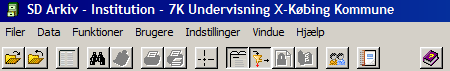 SD Arkiv - Institution - 7K Undervisning X-Købing Kommune
Filer Data Funktioner Brugere Indstillinger Vindue Hjælp